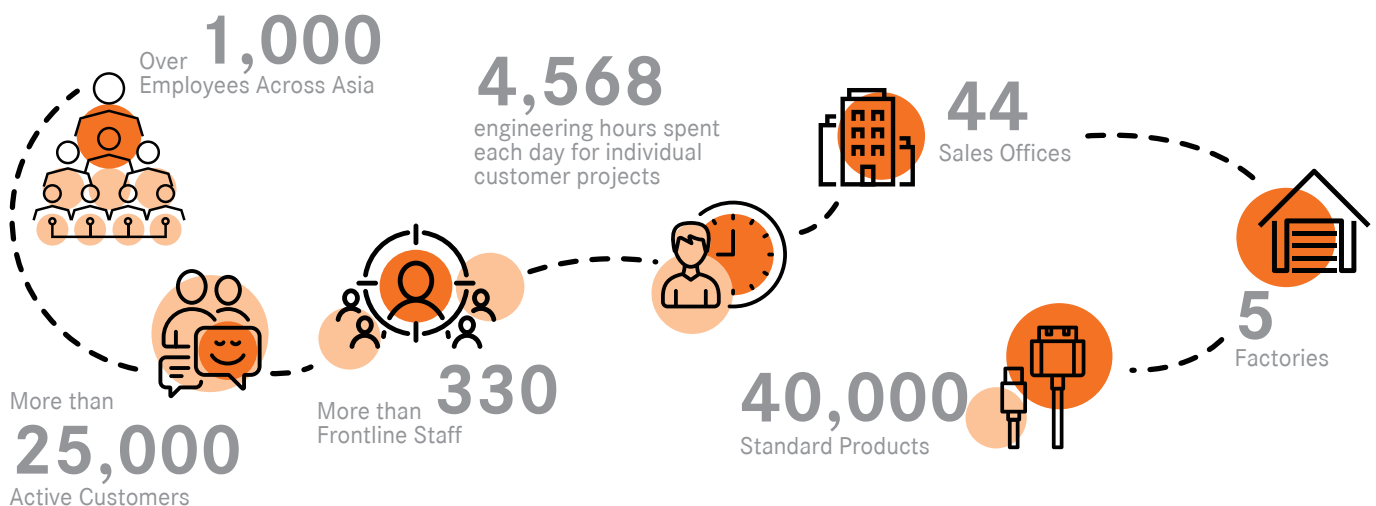 Over 1,000
Employees Across Asia
More than
25,000
Active Customers
More than 330
Frontline Staff
4,568
engineering hours spent
each day for individual
customer projects
44
Sales Offices
5
Factories
40,000
Standard Products